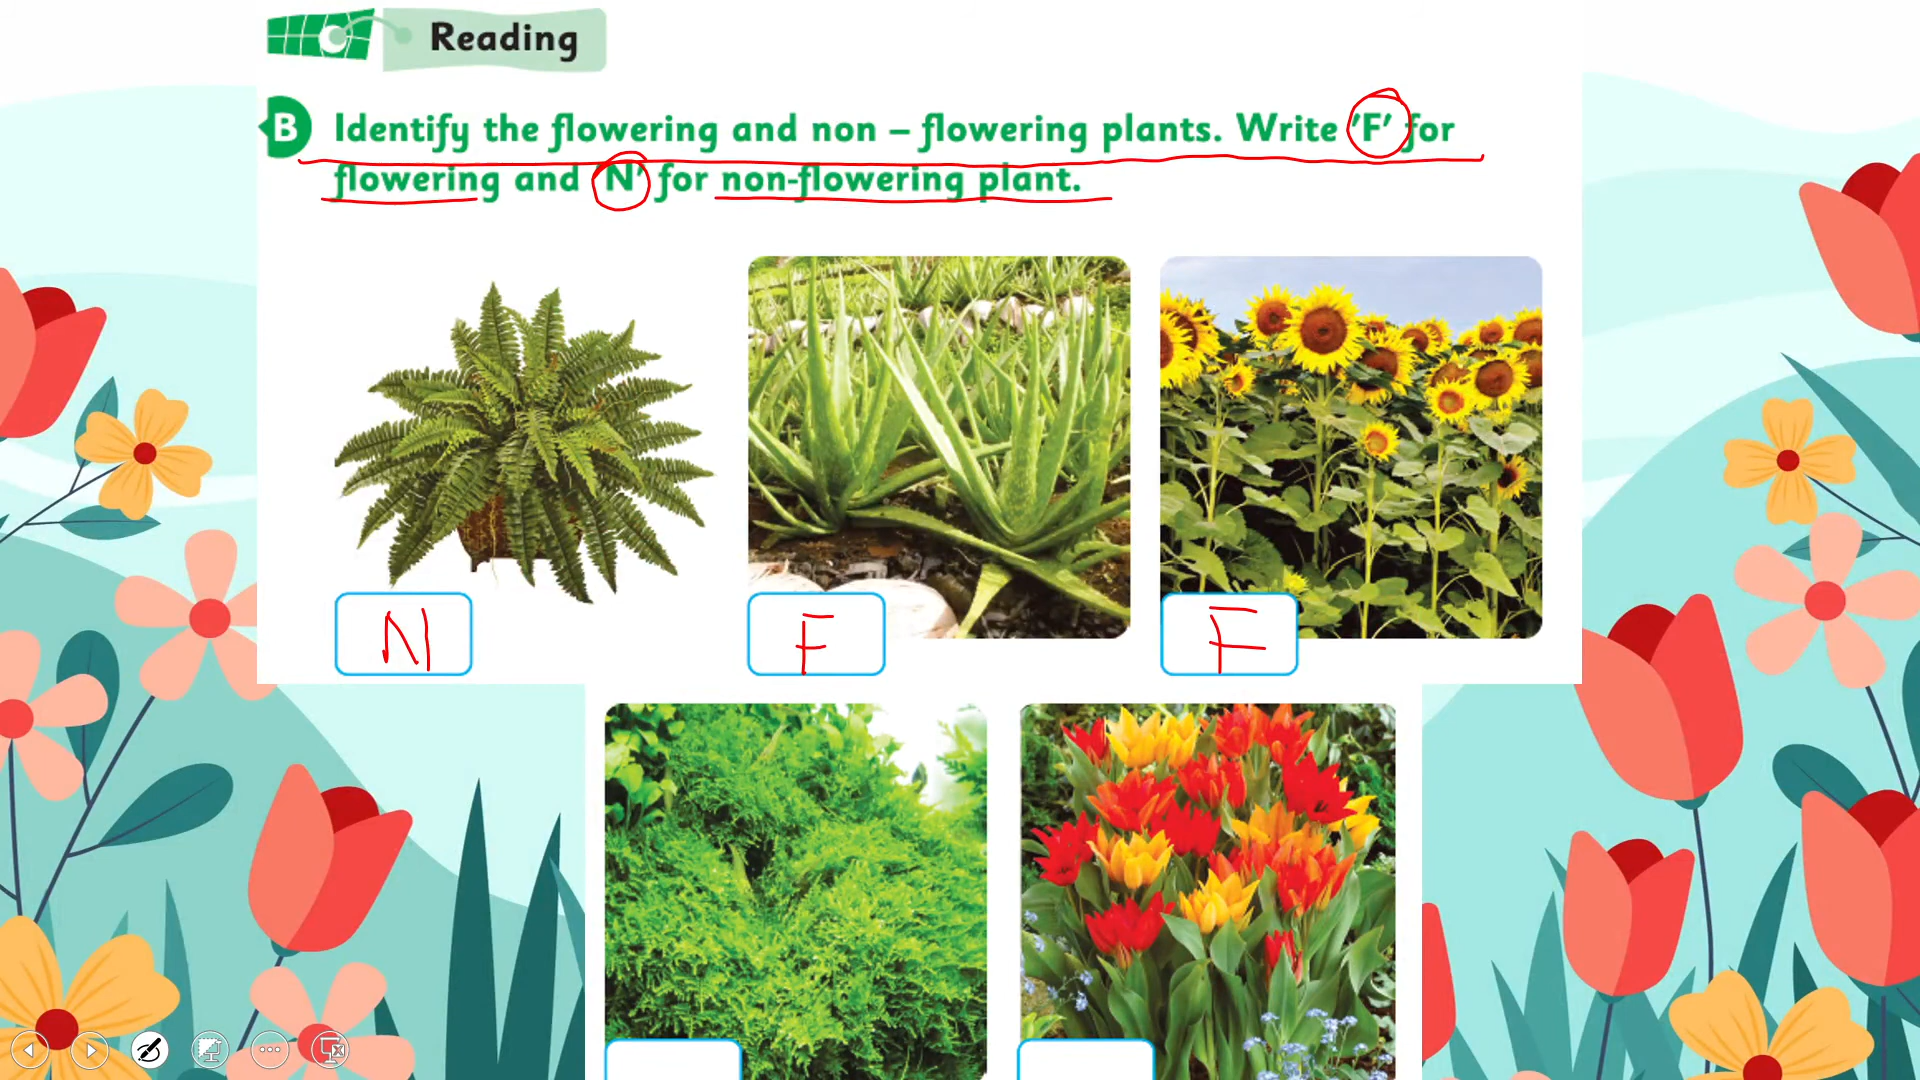 Reading
B Identify the flowering and non – flowering plants. Write 'F' for
flowering and 'N' for non-flowering plant.
N F F